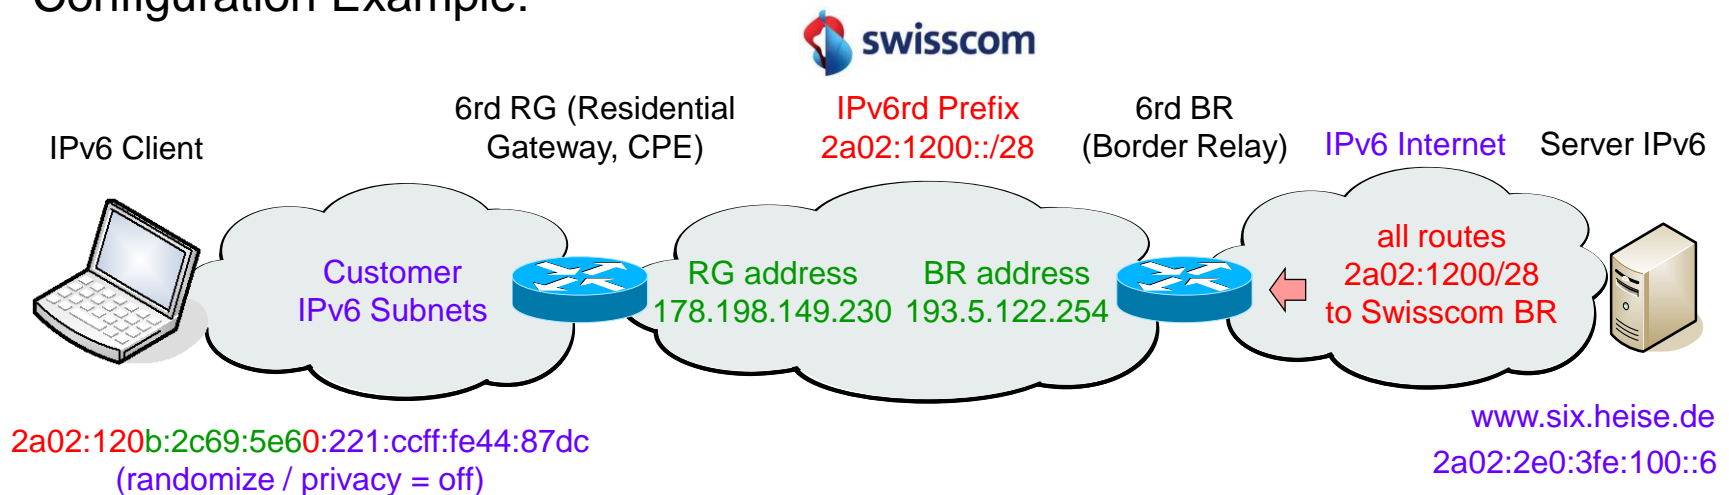 Configuration Example:
swisscom
6rd RG (Residential
Gateway, CPE)
IPv6rd Prefix
2a02:1200::/28
6rd BR
(Border Relay)
IPv6 Client
IPv6 Internet
Server IPv6
Customer
IPv6 Subnets
RG address
178.198.149.230
BR address
193.5.122.254
all routes
2a02:1200/28
to Swisscom BR
2a02:120b:2c69:5e60:221:ccff:fe44:87dc
(randomize / privacy = off)
www.six.heise.de
2a02:2e0:3fe:100::6